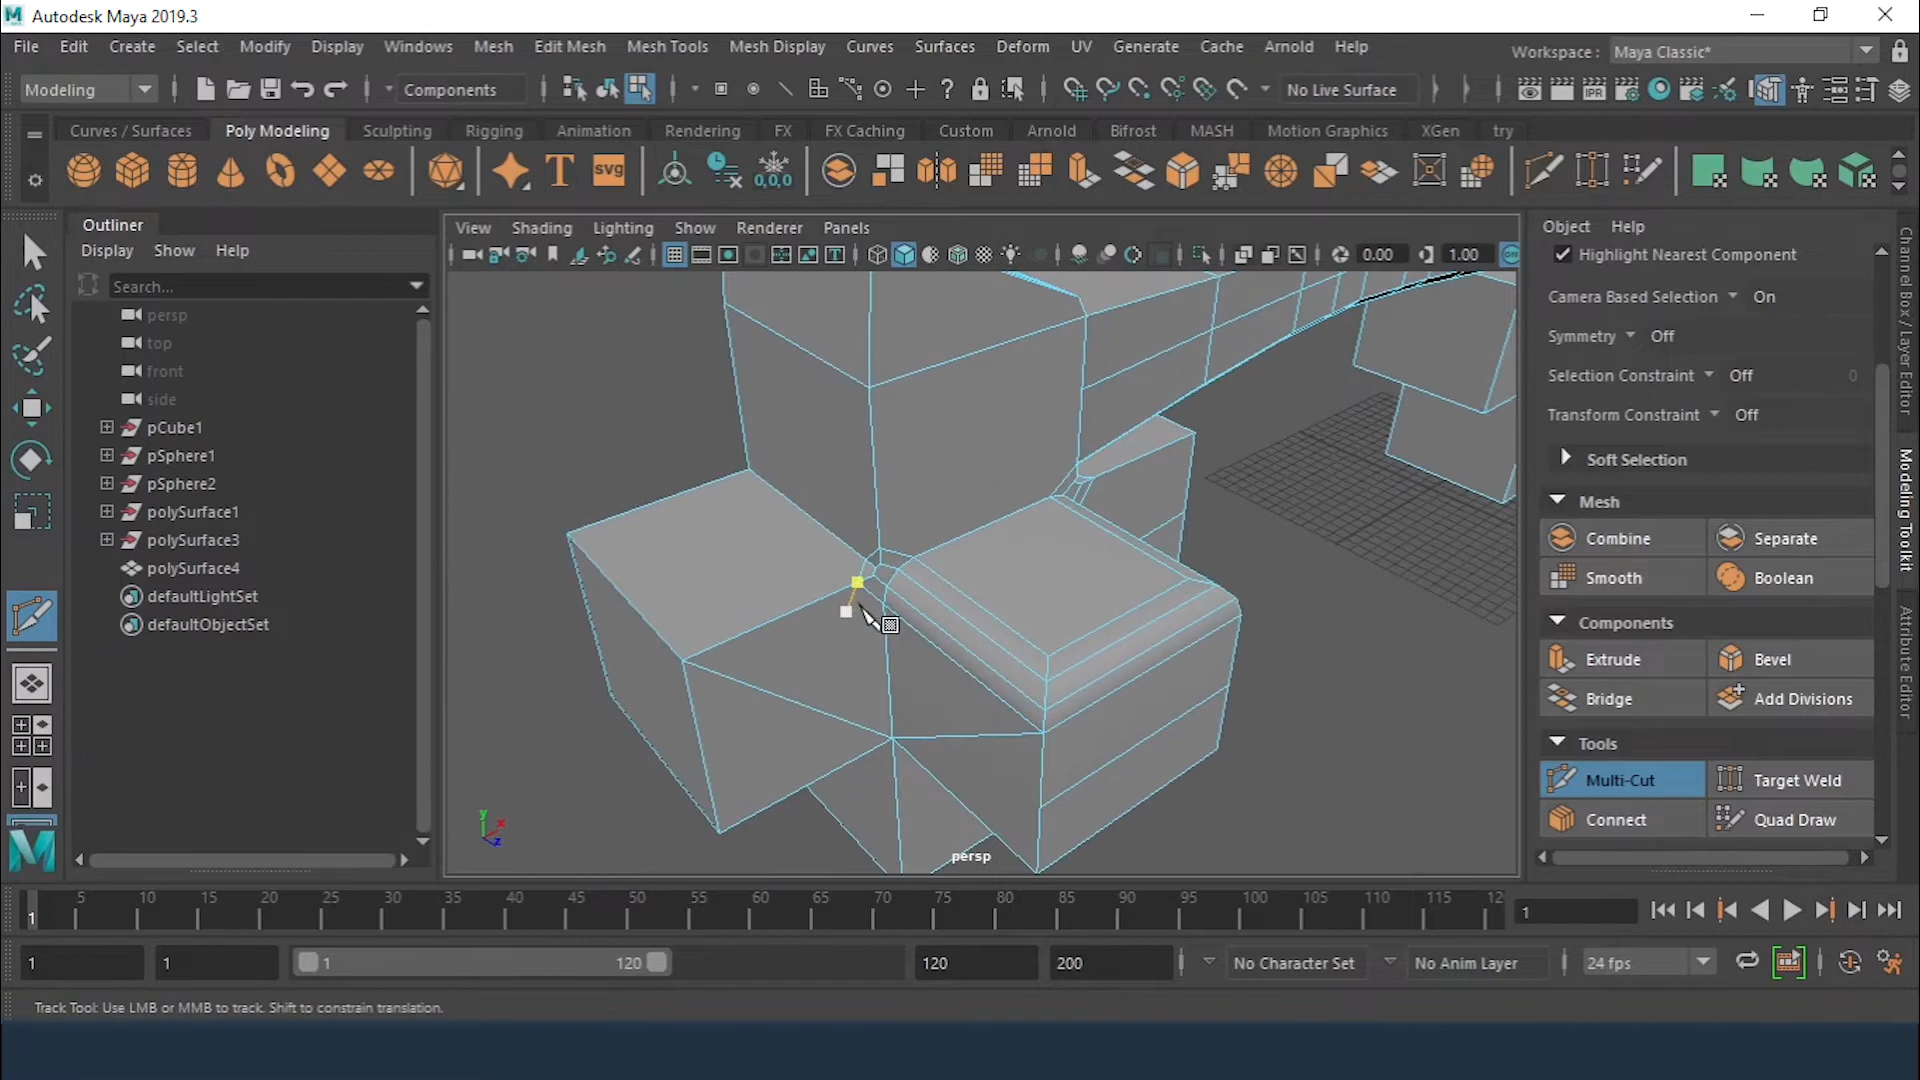 Autodesk Maya 2019.3
File Edit Create Select Modify Display Windows Mesh Edit Mesh Mesh Tools Mesh Display Curves Surfaces Deform UV Generate Cache Arnold Help
Workspace : Maya Classic*
Modeling Components No Live Surface
Curves / Surfaces Poly Modeling Sculpting Rigging Animation Rendering FX FX Caching Custom Arnold Bifrost MASH Motion Graphics XGen try
T SVG 0,0,0
Outliner
Display Show Help
Search...
persp
top
front
side
pCube1
pSphere1
pSphere2
polySurface1
polySurface3
polySurface4
defaultLightSet
defaultObjectSet
View Shading Lighting Show Renderer Panels
0.00 1.00
persp
y x z
Object Help
Highlight Nearest Component
Camera Based Selection On
Symmetry Off
Selection Constraint Off 0
Transform Constraint Off
Soft Selection
Mesh
Combine Separate
Smooth Boolean
Components
Extrude Bevel
Bridge Add Divisions
Tools
Multi-Cut Target Weld
Connect Quad Draw
Channel Box / Layer Editor
Modeling Toolkit
Attribute Editor
1 5 10 15 20 25 30 35 40 45 50 55 60 65 70 75 80 85 90 95 100 105 110 115 12
1
1 1 1 120 120 200 No Character Set No Anim Layer 24 fps
Track Tool: Use LMB or MMB to track. Shift to constrain translation.